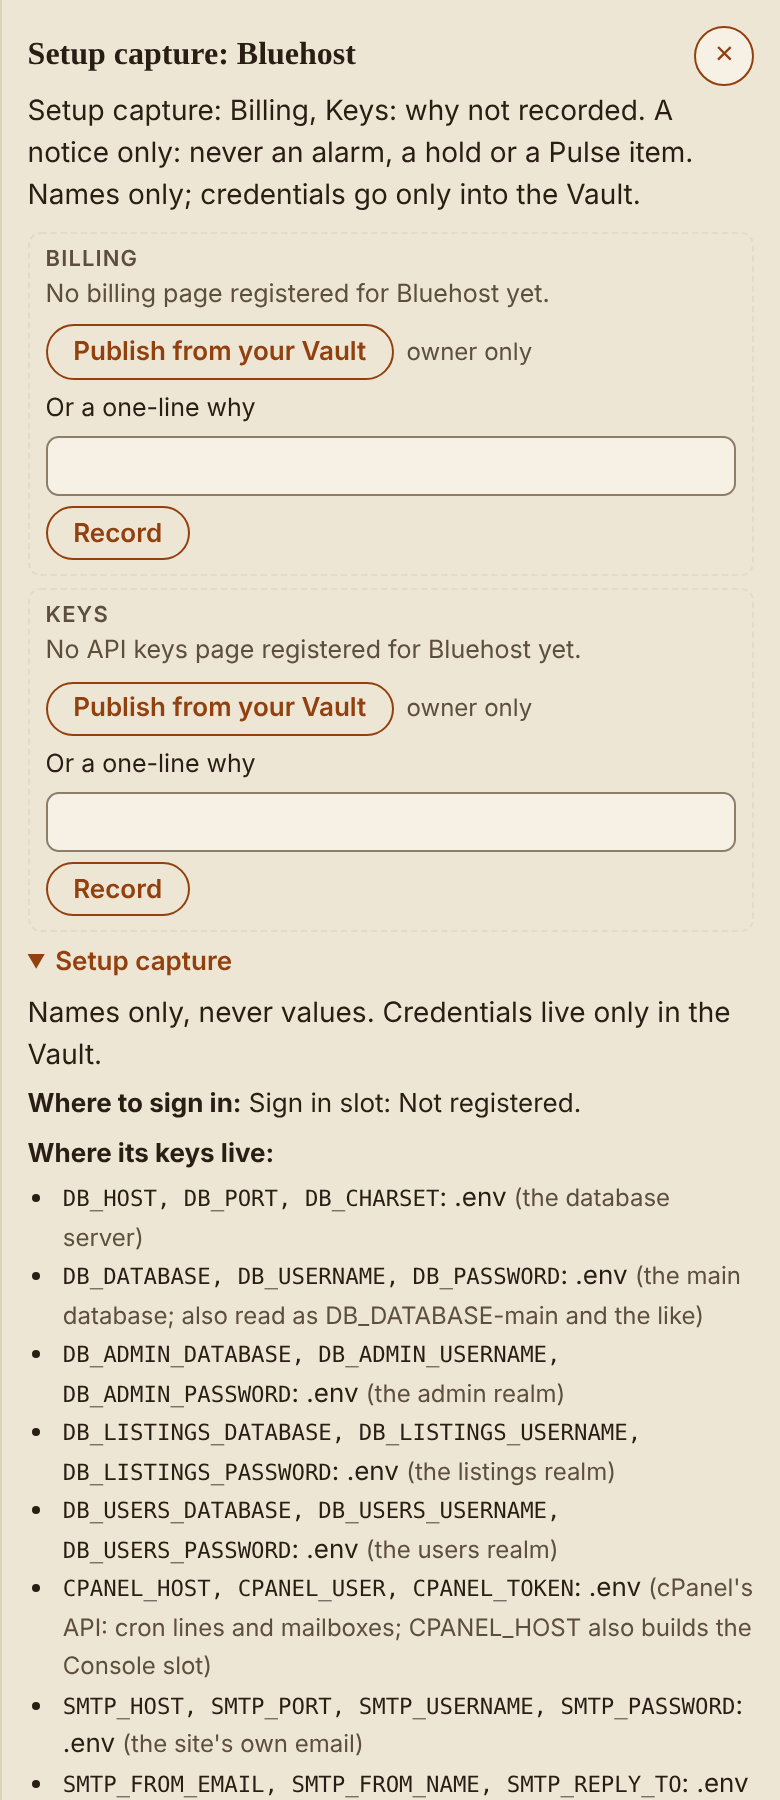 Setup capture: Bluehost
×
Setup capture: Billing, Keys: why not recorded. A
notice only: never an alarm, a hold or a Pulse item.
Names only; credentials go only into the Vault.
BILLING
No billing page registered for Bluehost yet.
Publish from your Vault owner only
Or a one-line why
Record
KEYS
No API keys page registered for Bluehost yet.
Publish from your Vault owner only
Or a one-line why
Record
▼ Setup capture
Names only, never values. Credentials live only in the
Vault.
Where to sign in: Sign in slot: Not registered.
Where its keys live:
• DB_HOST, DB_PORT, DB_CHARSET: .env (the database
server)
• DB_DATABASE, DB_USERNAME, DB_PASSWORD: .env (the main
database; also read as DB_DATABASE-main and the like)
• DB_ADMIN_DATABASE, DB_ADMIN_USERNAME,
DB_ADMIN_PASSWORD: .env (the admin realm)
• DB_LISTINGS_DATABASE, DB_LISTINGS_USERNAME,
DB_LISTINGS_PASSWORD: .env (the listings realm)
• DB_USERS_DATABASE, DB_USERS_USERNAME,
DB_USERS_PASSWORD: .env (the users realm)
• CPANEL_HOST, CPANEL_USER, CPANEL_TOKEN: .env (cPanel's
API: cron lines and mailboxes; CPANEL_HOST also builds the
Console slot)
• SMTP_HOST, SMTP_PORT, SMTP_USERNAME, SMTP_PASSWORD:
.env (the site's own email)
• SMTP_FROM_EMAIL, SMTP_FROM_NAME, SMTP_REPLY_TO: .env